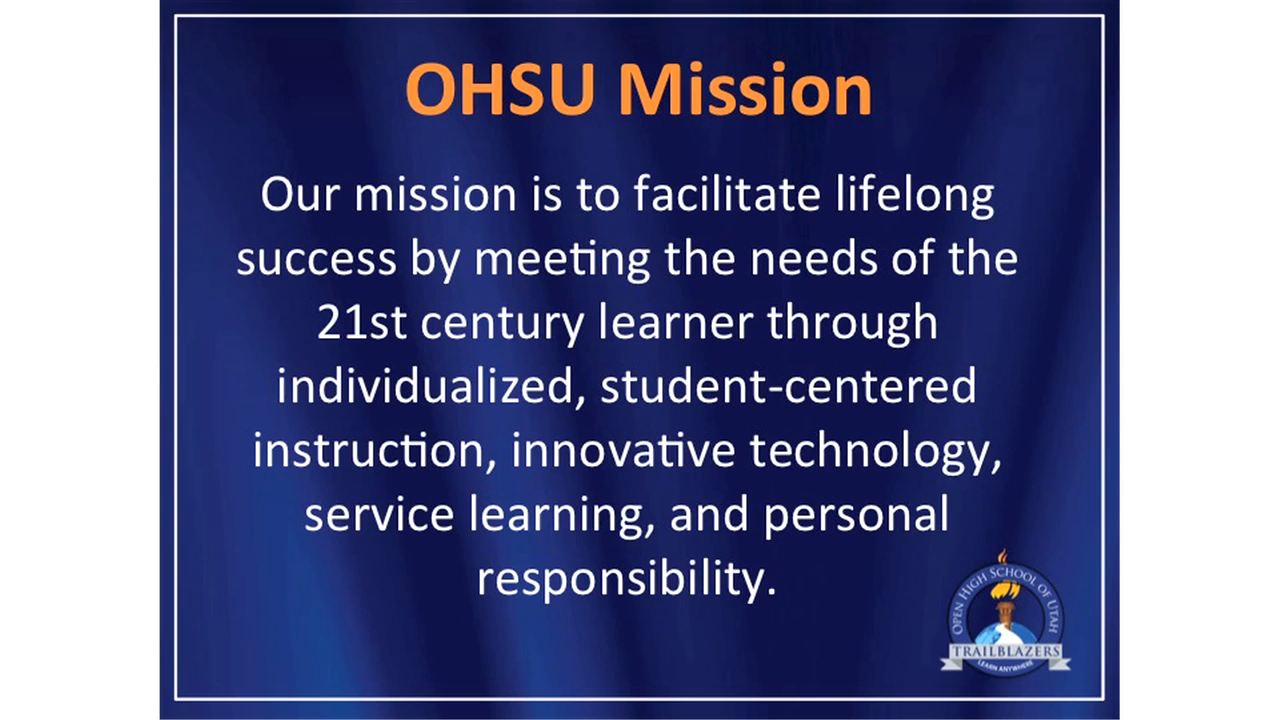 OHSU Mission
Our mission is to facilitate lifelong
success by meeting the needs of the
21st century learner through
individualized, student-centered
instruction, innovative technology,
service learning, and personal
responsibility.
OPEN HIGH SCHOOL OF UTAH
TRAILBLAZERS
LEARN ANYWHERE